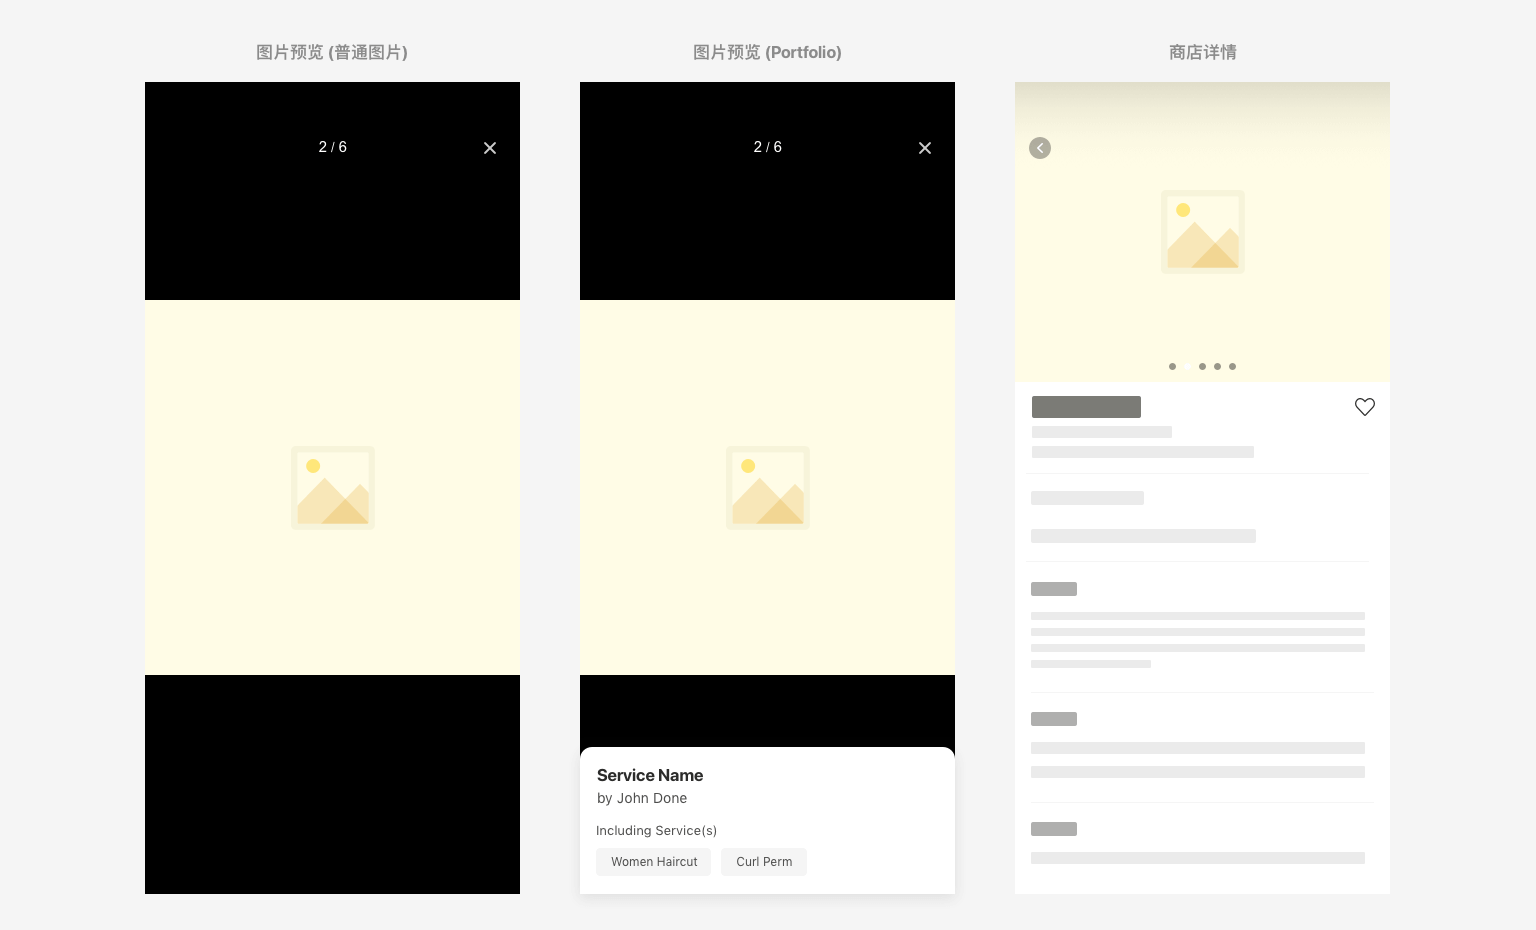 图片预览 (普通图片)
图片预览 (Portfolio)
商店详情
2 / 6
2 / 6
Service Name
by John Done
Including Service(s)
Women Haircut
Curl Perm